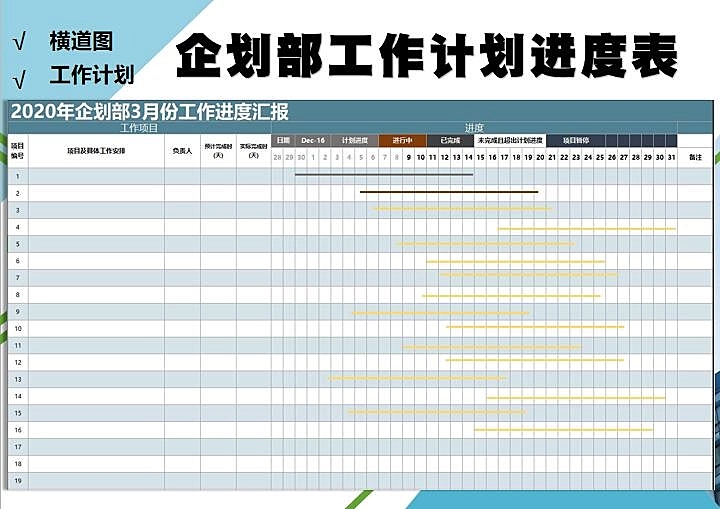 √ 横道图
√ 工作计划
企划部工作计划进度表
2020年企划部3月份工作进度汇报
工作项目 进度
项目编号 项目及具体工作安排 负责人 预计完成时(天) 实际完成时(天) 日期 Dec-16 计划进度 进行中 已完成 未完成且超出计划进度 项目暂停 备注
28 29 30 1 2 3 4 5 6 7 8 9 10 11 12 13 14 15 16 17 18 19 20 21 22 23 24 25 26 27 28 29 30 31
1
2
3
4
5
6
7
8
9
10
11
12
13
14
15
16
17
18
19